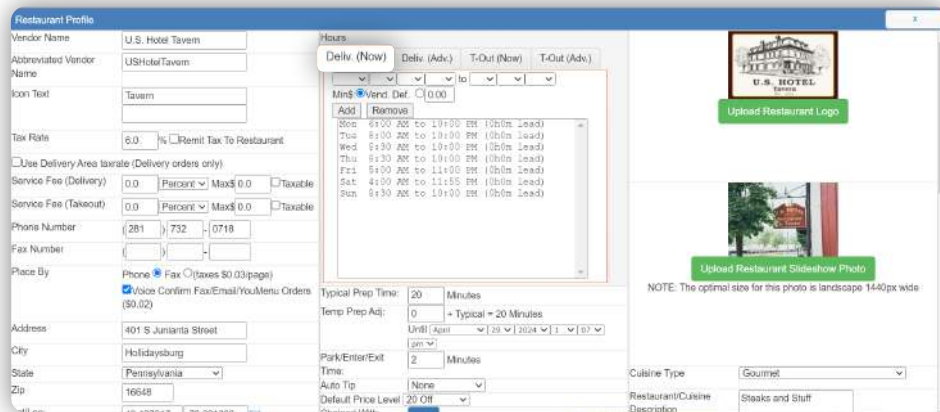 Restaurant Profile
x
Vendor Name
U.S. Hotel Tavern
Abbreviated Vendor Name
USHotelTavern
Icon Text
Tavern
Tax Rate
6.0 % Remit Tax To Restaurant
Use Delivery Area taxrate (Delivery orders only)
Service Fee (Delivery)
0.0 Percent Max$ 0.0 Taxable
Service Fee (Takeout)
0.0 Percent Max$ 0.0 Taxable
Phone Number
( 281 ) 732 - 0718
Fax Number
( ) -
Place By
Phone Fax (taxes $0.03/page)
Voice Confirm Fax/Email/YouMenu Orders
($0.02)
Address
401 S Junianta Street
City
Hollidaysburg
State
Pennsylvania
Zip
16648
Hours
Deliv. (Now) Deliv. (Adv.) T-Out (Now) T-Out (Adv.)
to
Min$ Vend. Def. 0.00
Add Remove
Mon 6:00 AM to 10:00 PM (0h0m lead)
Tue 8:00 AM to 10:00 PM (0h0m lead)
Wed 8:30 AM to 10:00 PM (0h0m lead)
Thu 8:30 AM to 10:00 PM (0h0m lead)
Fri 5:00 AM to 11:00 PM (0h0m lead)
Sat 4:00 AM to 11:55 PM (0h0m lead)
Sun 8:30 AM to 10:00 PM (0h0m lead)
Typical Prep Time: 20 Minutes
Temp Prep Adj: 0 + Typical = 20 Minutes
Until April 29 2024 1 07
pm
Park/Enter/Exit Time: 2 Minutes
Auto Tip None
Default Price Level 20 Off
U.S. HOTEL
Tavern
Upload Restaurant Logo
Upload Restaurant Slideshow Photo
NOTE: The optimal size for this photo is landscape 1440px wide
Cuisine Type
Gourmet
Restaurant/Cuisine
Description
Steaks and Stuff